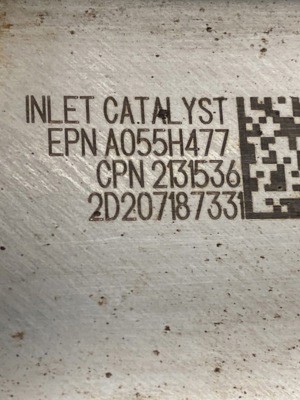 INLET CATALYST
EPN A055H477
CPN 2131536
2D207187331